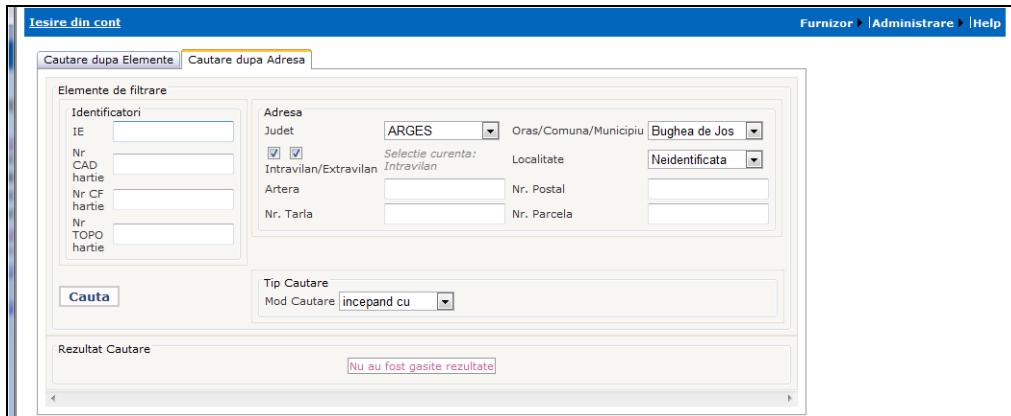 Iesire din cont
Furnizor |Administrare |Help
Cautare dupa Elemente
Cautare dupa Adresa
Elemente de filtrare
Identificatori
IE
Nr
CAD
hartie
Nr CF
hartie
Nr
TOPO
hartie
Adresa
Judet ARGES Oras/Comuna/Municipiu Bughea de Jos
Intravilan/Extravilan
Selectie curenta:
Intravilan
Localitate Neidentificata
Artera Nr. Postal
Nr. Tarla Nr. Parcela
Cauta
Tip Cautare
Mod Cautare incepand cu
Rezultat Cautare
Nu au fost gasite rezultate